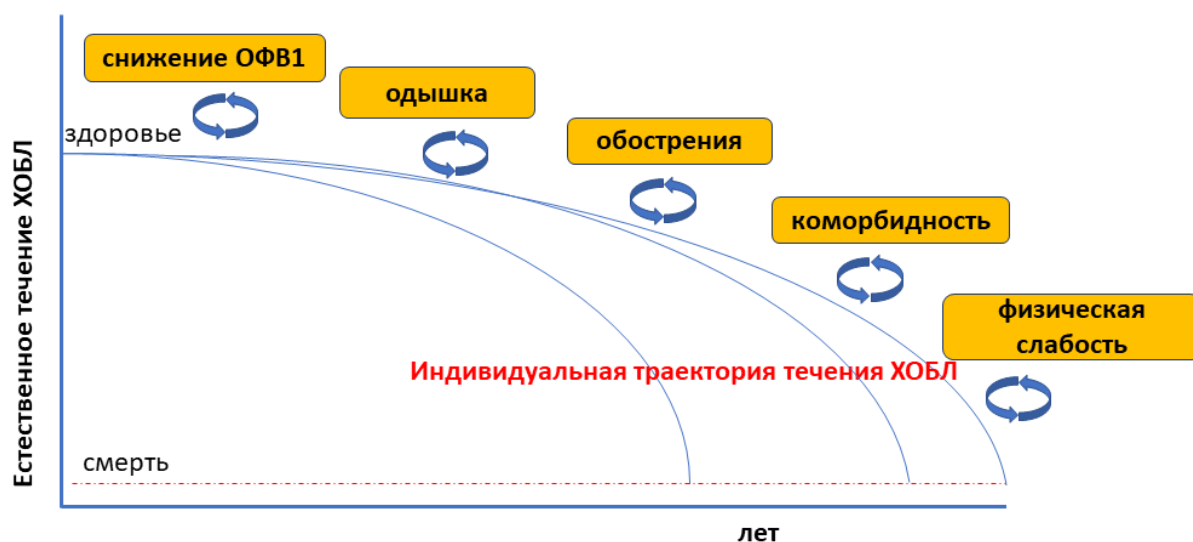 снижение ОФВ1
одышка
здоровье
обострения
коморбидность
физическая
слабость
Индивидуальная траектория течения ХОБЛ
смерть
лет
Естественное течение ХОБЛ